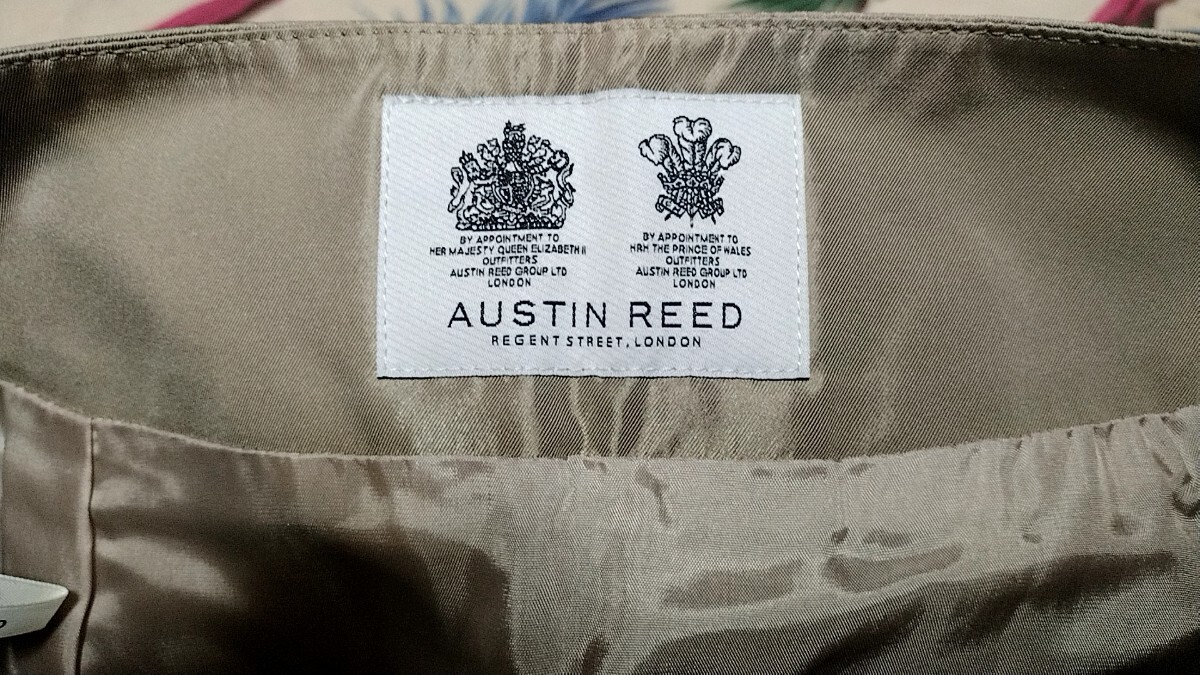 BY APPOINTMENT TO
HER MAJESTY QUEEN ELIZABETH II
OUTFITTERS
AUSTIN REED GROUP LTD
LONDON
BY APPOINTMENT TO
HRH THE PRINCE OF WALES
OUTFITTERS
AUSTIN REED GROUP LTD
LONDON
AUSTIN REED
REGENT STREET, LONDON